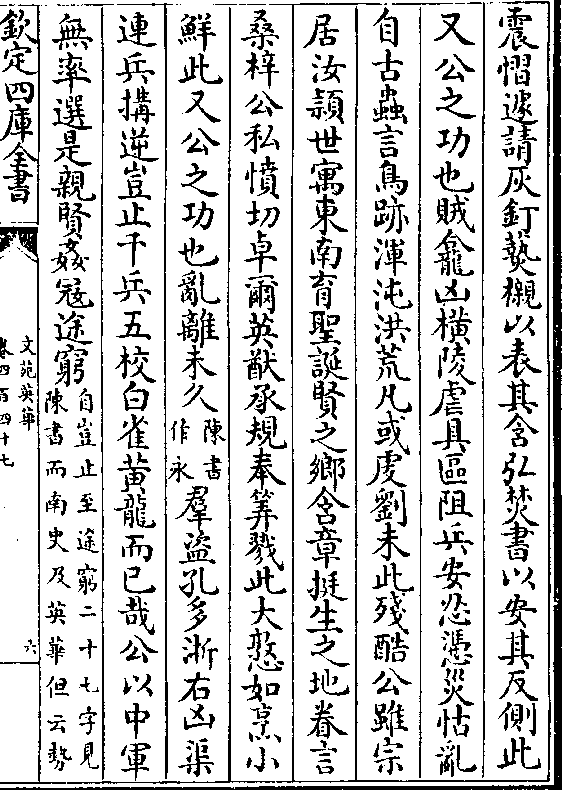 震慴遽請灰釘爇櫬以表其含弘焚書以安其反側此
又公之功也賊龕凶橫陵虐具區阻兵安忍憑災怙亂
自古蟲言鳥跡渾沌洪荒凡或虔劉未此殘酷公雖宗
居汝潁世寓東南育聖誕賢之鄉含章挺生之地眷言
桑梓公私憤切卓爾英猷承規奉筭戮此大憝如烹小
鮮此又公之功也亂離未久陳書作永羣盜孔多浙右凶渠
連兵搆逆豈止千兵五校白雀黄龍而已哉公以中軍
無率選是親賢姦冦途窮自豈止至途窮二十七字見陳書而南史及英華但云勢
欽定四庫全書
文苑英華
卷四百四十七
六